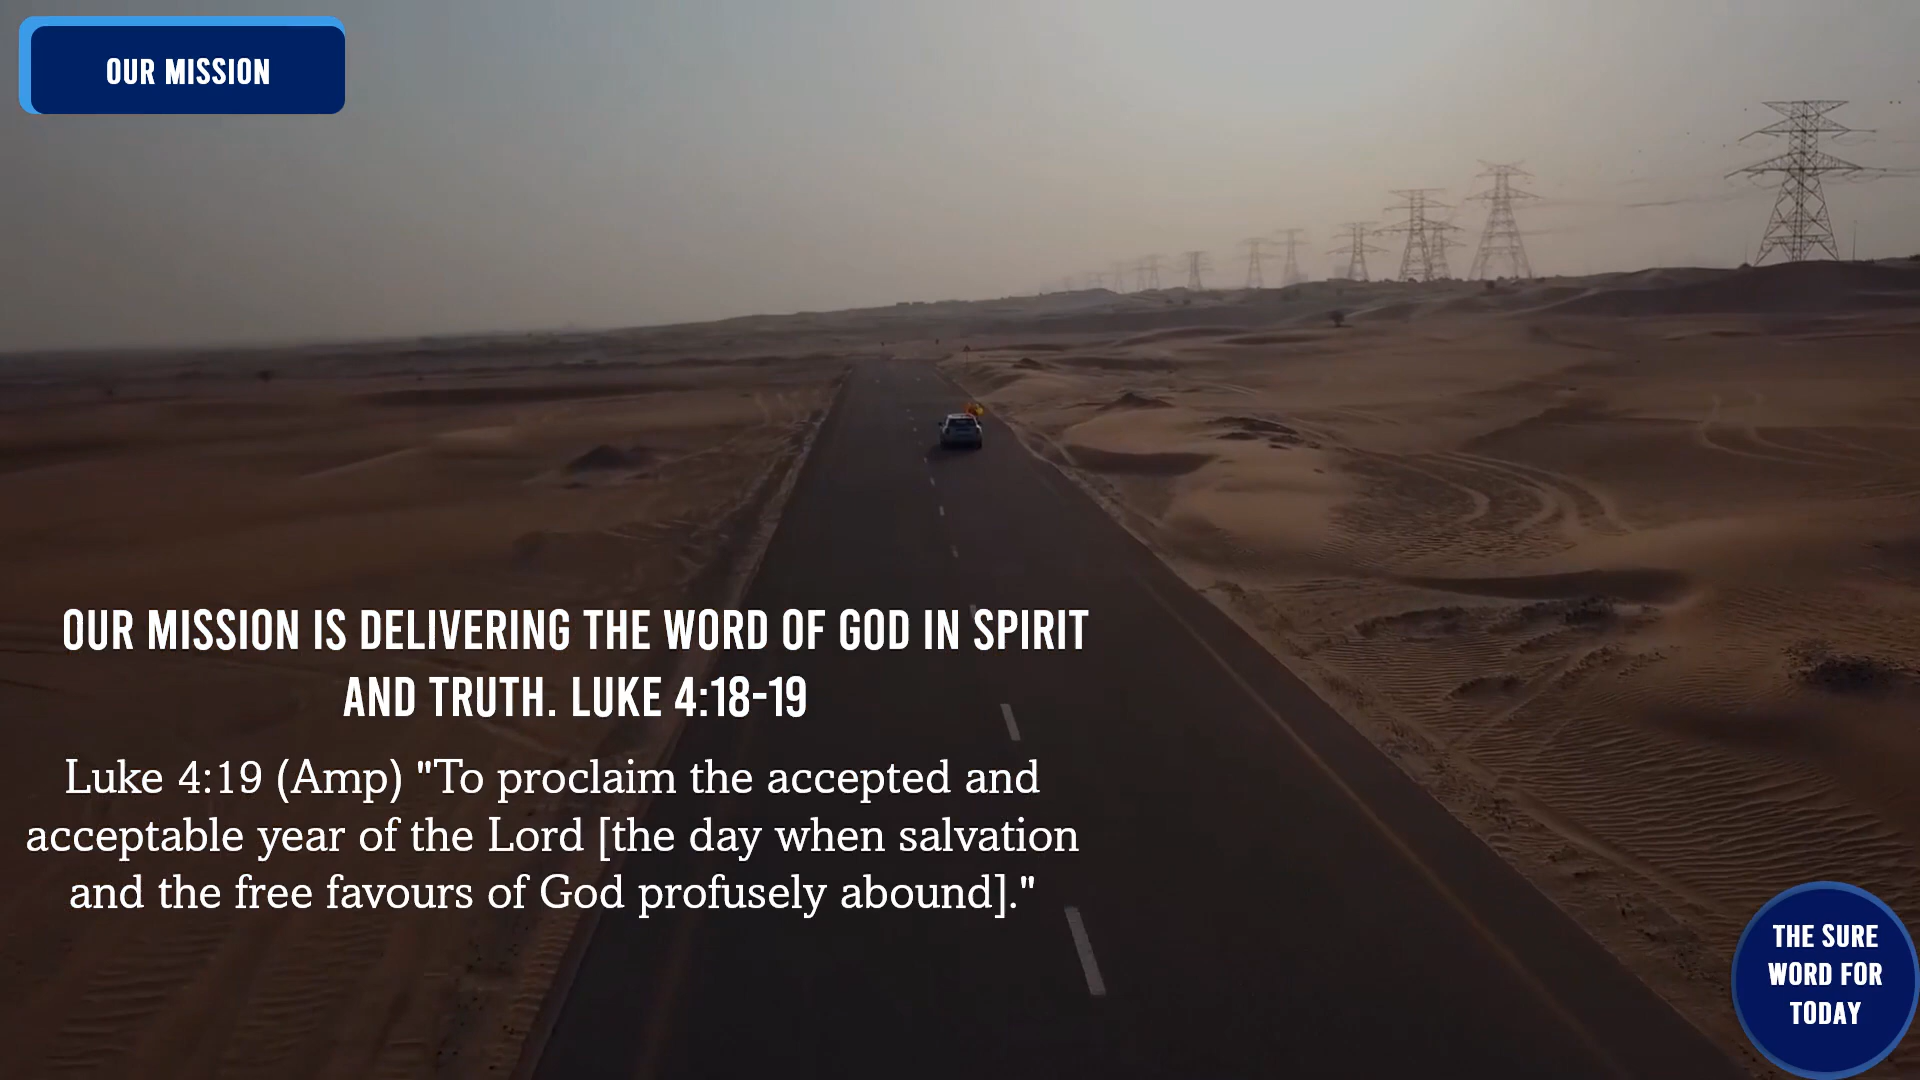 OUR MISSION
OUR MISSION IS DELIVERING THE WORD OF GOD IN SPIRIT
AND TRUTH. LUKE 4:18-19
Luke 4:19 (Amp) "To proclaim the accepted and
acceptable year of the Lord [the day when salvation
and the free favours of God profusely abound]."
THE SURE
WORD FOR
TODAY